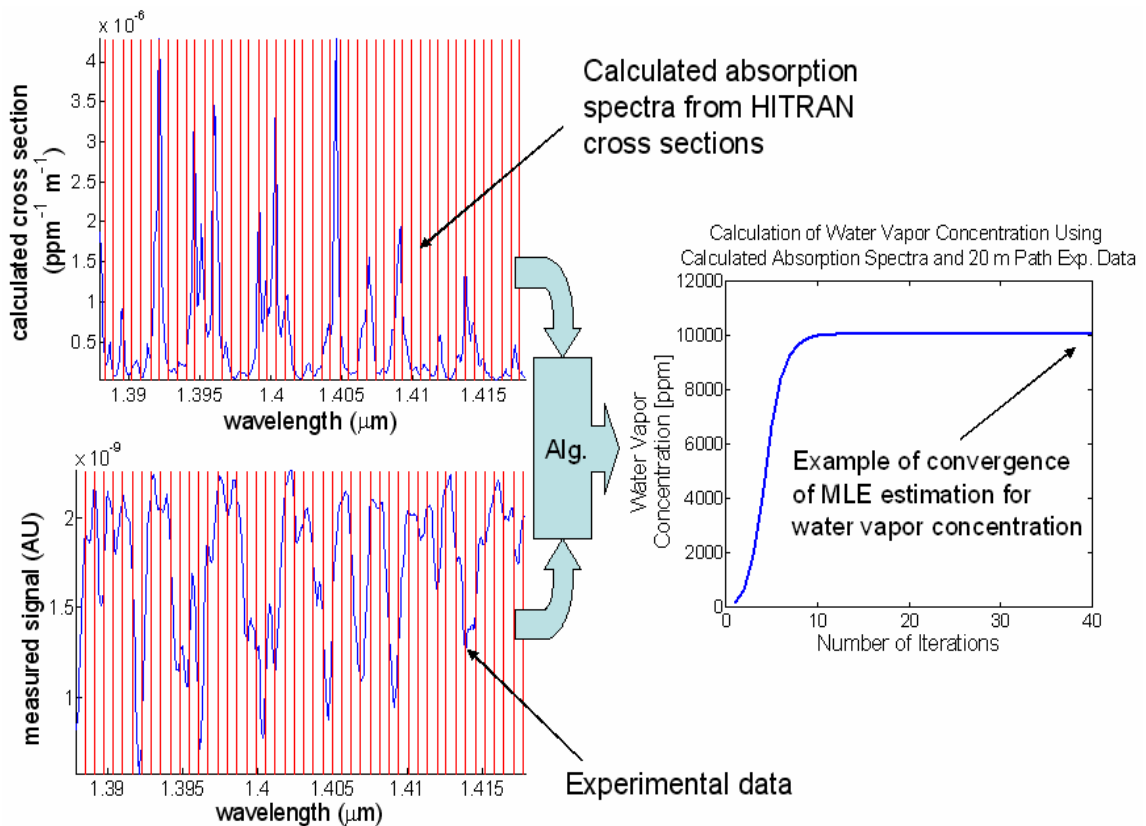 x 10⁻⁶
4
3.5
3
2.5
2
1.5
1
0.5
calculated cross section
(ppm⁻¹ m⁻¹)
1.39
1.395
1.4
1.405
1.41
1.415
wavelength (μm)
Calculated absorption
spectra from HITRAN
cross sections
x 10⁻⁹
2
1.5
1
measured signal (AU)
1.39
1.395
1.4
1.405
1.41
1.415
wavelength (μm)
Experimental data
Alg.
Calculation of Water Vapor Concentration Using
Calculated Absorption Spectra and 20 m Path Exp. Data
12000
10000
8000
6000
4000
2000
0
Water Vapor
Concentration [ppm]
0
10
20
30
40
Number of Iterations
Example of convergence
of MLE estimation for
water vapor concentration